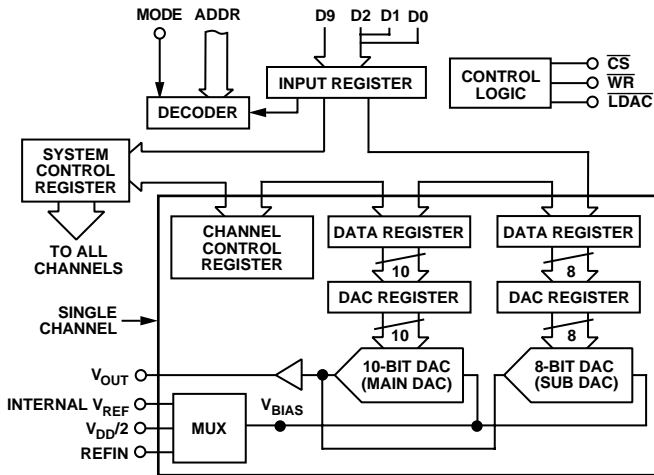 MODE ADDR D9 D2 D1 D0
INPUT REGISTER
CONTROL
LOGIC
CS
WR
LDAC
DECODER
SYSTEM
CONTROL
REGISTER
TO ALL
CHANNELS
CHANNEL
CONTROL
REGISTER
DATA REGISTER
DATA REGISTER
10
8
DAC REGISTER
DAC REGISTER
SINGLE
CHANNEL
10
8
10-BIT DAC
(MAIN DAC)
8-BIT DAC
(SUB DAC)
VOUT
INTERNAL VREF
VDD/2
REFIN
MUX
VBIAS